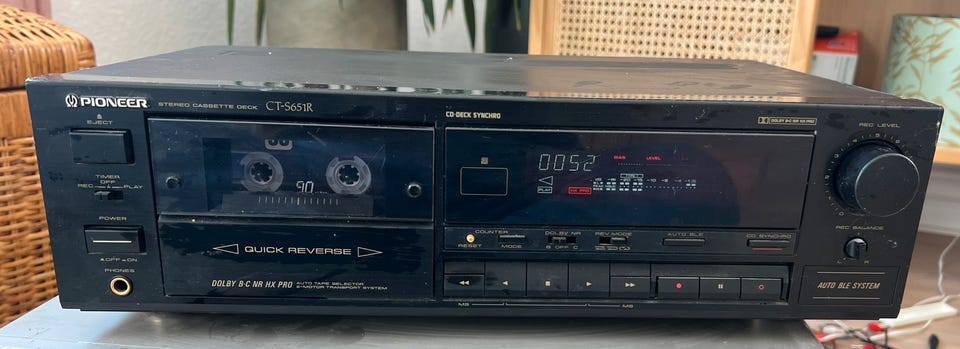 PIONEER STEREO CASSETTE DECK CT-S651R
EJECT
TIMER
OFF
REC PLAY
POWER
OFF ON
PHONES
90
QUICK REVERSE
DOLBY B-C NR HX PRO
AUTO TAPE SELECTOR
2-MOTOR TRANSPORT SYSTEM
CD-DECK SYNCHRO
DOLBY B-C NR HX PRO
0052
PLAY
HX PRO
LEVEL
COUNTER
RESET MODE
DOLBY NR
B OFF C
REV MODE
AUTO BLE
CD SYNCHRO
MS MS
REC LEVEL
REC BALANCE
L R
AUTO BLE SYSTEM